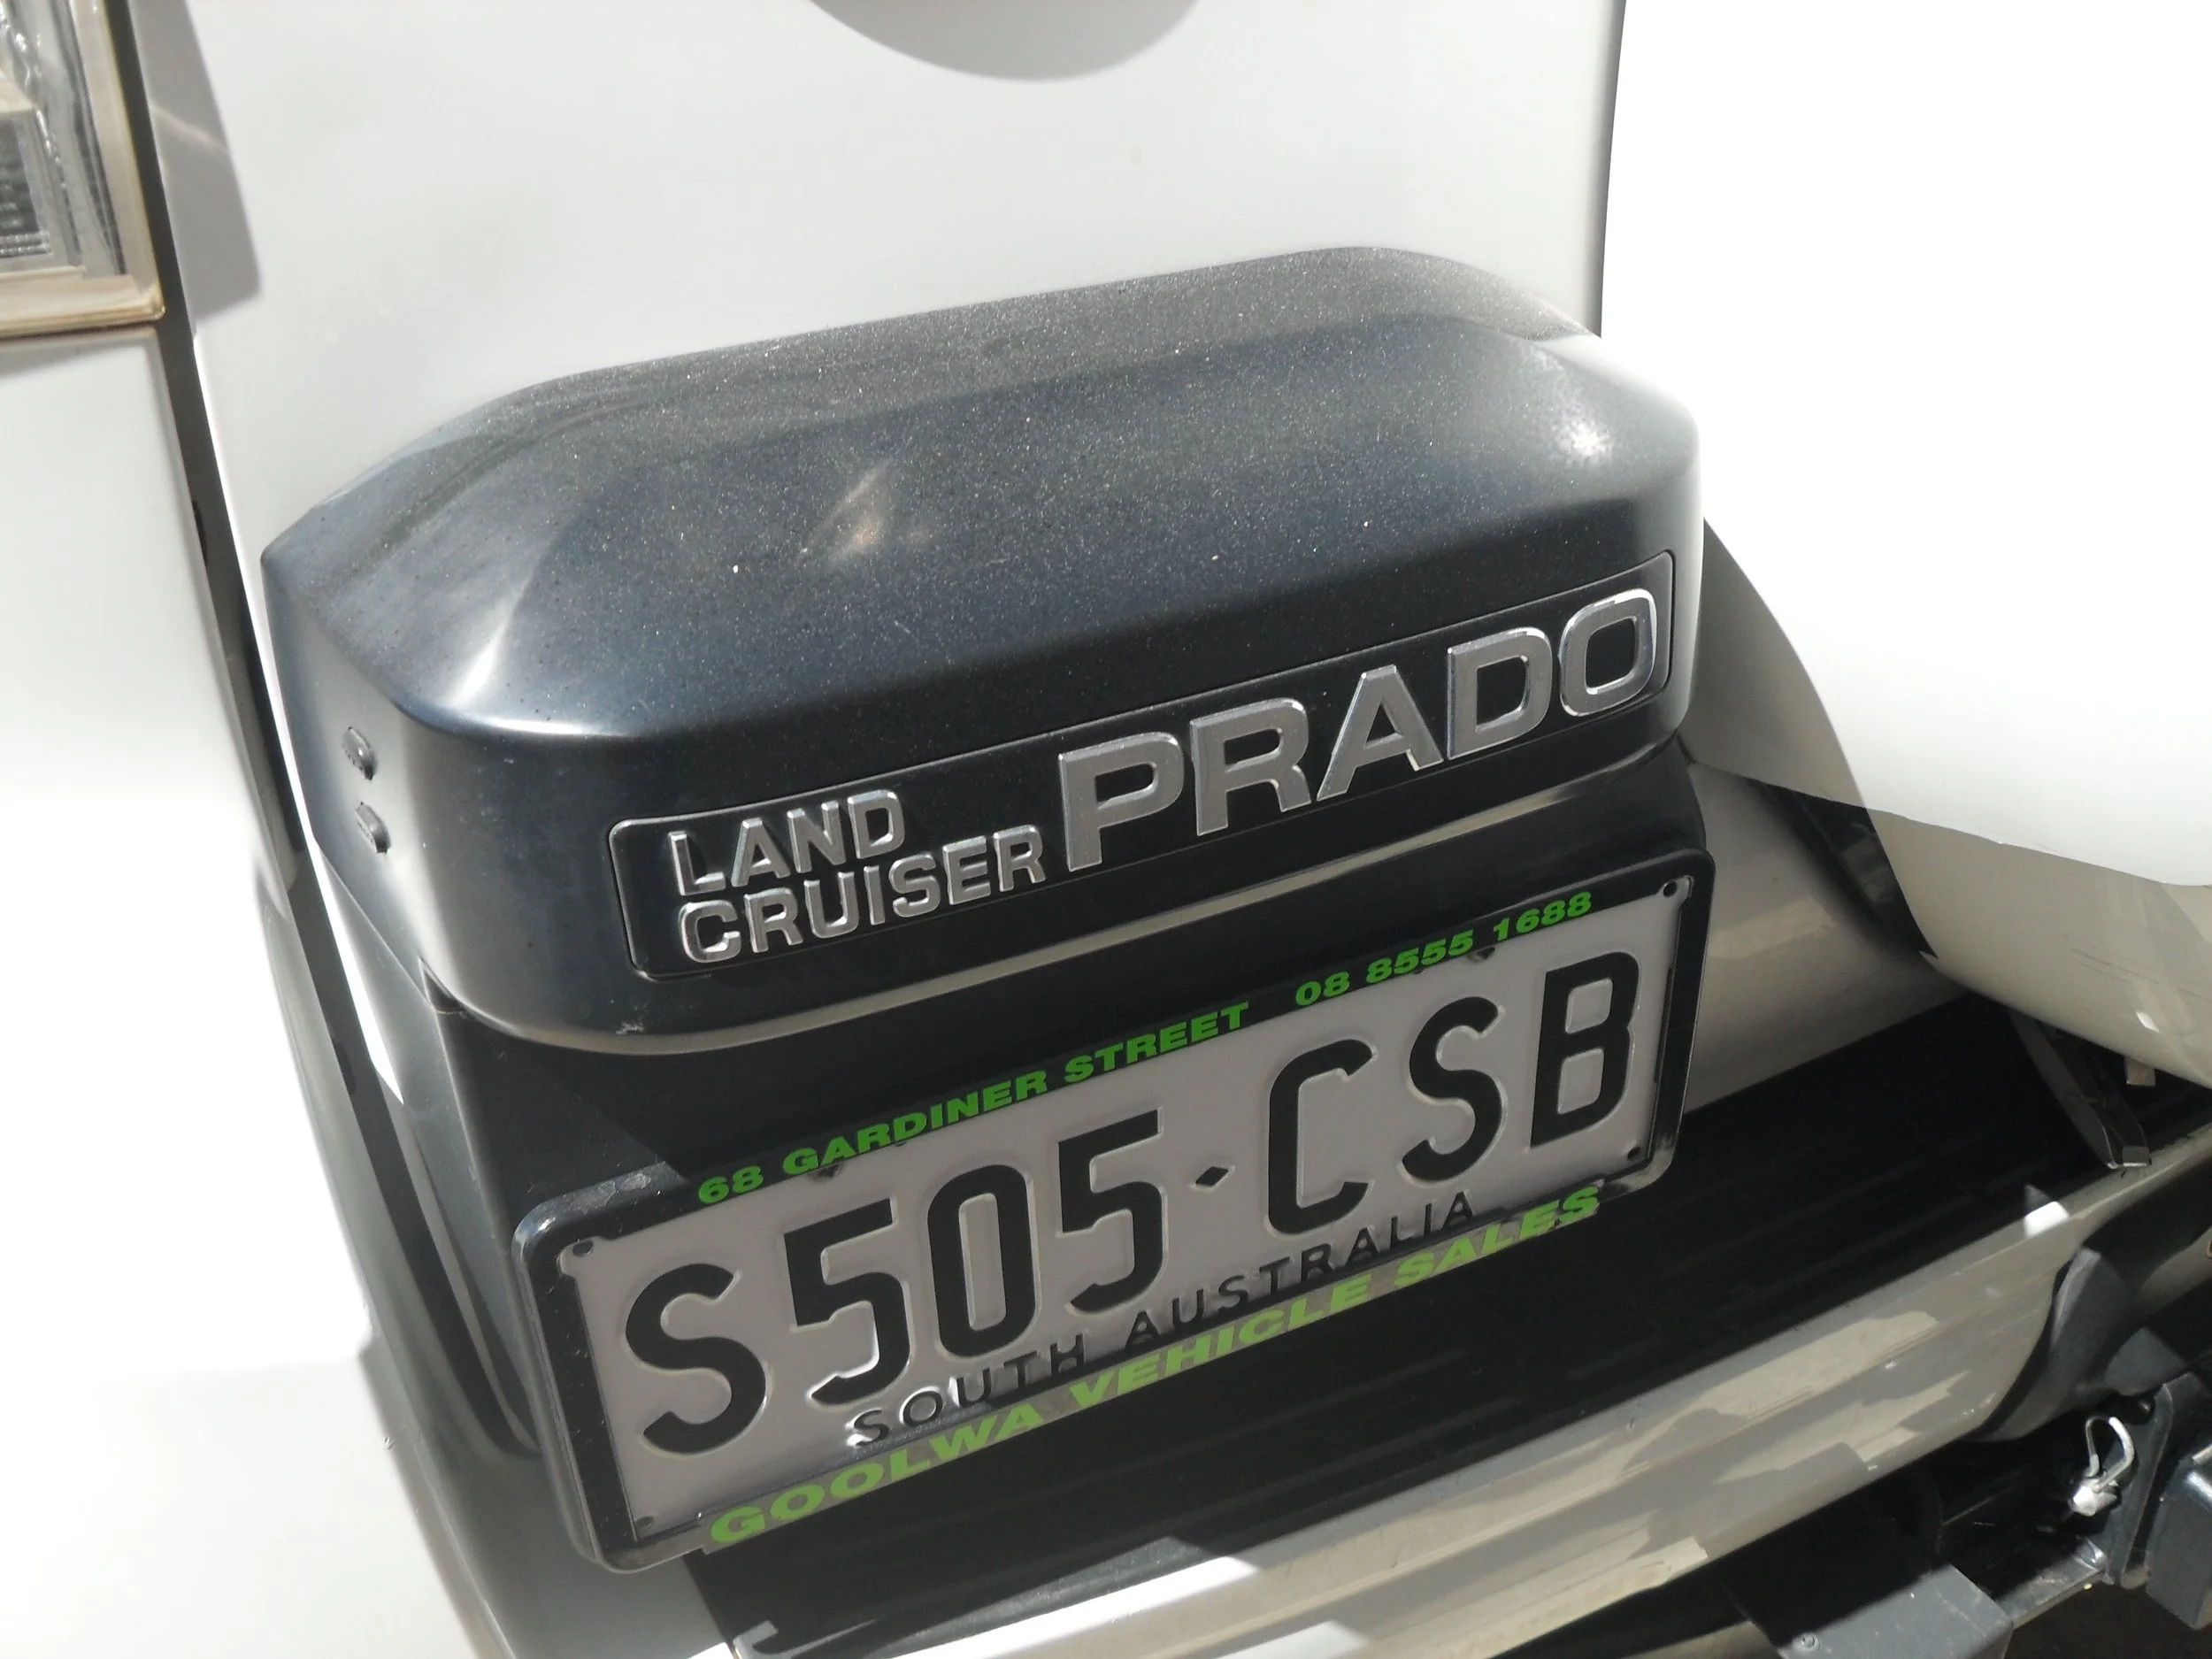 LAND
CRUISER PRADO
68 GARDINER STREET 08 8555 1688
S505·CSB
SOUTH AUSTRALIA
GOOLWA VEHICLE SALES